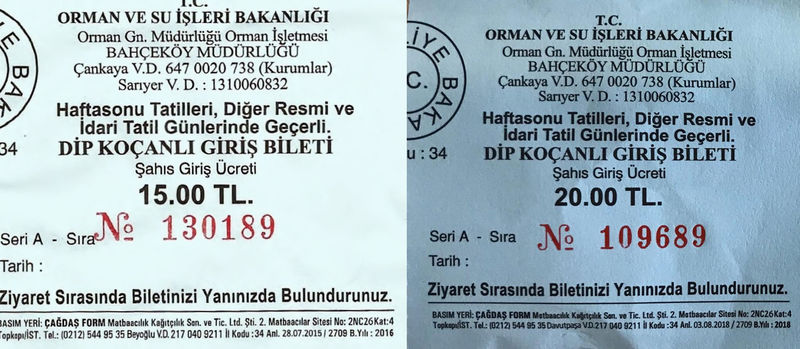 T.C.
ORMAN VE SU İŞLERİ BAKANLIĞI
Orman Gn. Müdürlüğü Orman İşletmesi
BAHÇEKÖY MÜDÜRLÜĞÜ
Çankaya V.D. 647 0020 738 (Kurumlar)
Sarıyer V. D. : 1310060832
Haftasonu Tatilleri, Diğer Resmi ve
İdari Tatil Günlerinde Geçerli.
34
DİP KOÇANLI GİRİŞ BİLETİ
Şahıs Giriş Ücreti
15.00 TL.
Seri A - Sıra № 130189
Tarih :
Ziyaret Sırasında Biletinizi Yanınızda Bulundurunuz.
BASIM YERİ: ÇAĞDAŞ FORM Matbaacılık Kağıtçılık San. ve Tic. Ltd. Şti. 2. Matbaacılar Sitesi No: 2NC26 Kat:4
Topkapı/İST. Tel.: (0212) 544 95 35 Beyoğlu V.D. 217 040 9211 İl Kodu : 34 Anl. 28.07.2015 / 2709 B.Yılı : 2016
T.C.
ORMAN VE SU İŞLERİ BAKANLIĞI
Orman Gn. Müdürlüğü Orman İşletmesi
BAHÇEKÖY MÜDÜRLÜĞÜ
Çankaya V.D. 647 0020 738 (Kurumlar)
Sarıyer V. D. : 1310060832
Haftasonu Tatilleri, Diğer Resmi ve
İdari Tatil Günlerinde Geçerli.
u : 34
DİP KOÇANLI GİRİŞ BİLETİ
Şahıs Giriş Ücreti
20.00 TL.
Seri A - Sıra № 109689
Tarih :
Ziyaret Sırasında Biletinizi Yanınızda Bulundurunuz.
BASIM YERİ: ÇAĞDAŞ FORM Matbaacılık Kağıtçılık San. ve Tic. Ltd. Şti. 2. Matbaacılar Sitesi No: 2NC26 Kat:4
Topkapı/İST. Tel.: (0212) 544 95 35 Davutpaşa V.D. 217 040 9211 İl Kodu : 34 Anl. 03.08.2018 / 2709 B.Yılı : 2018